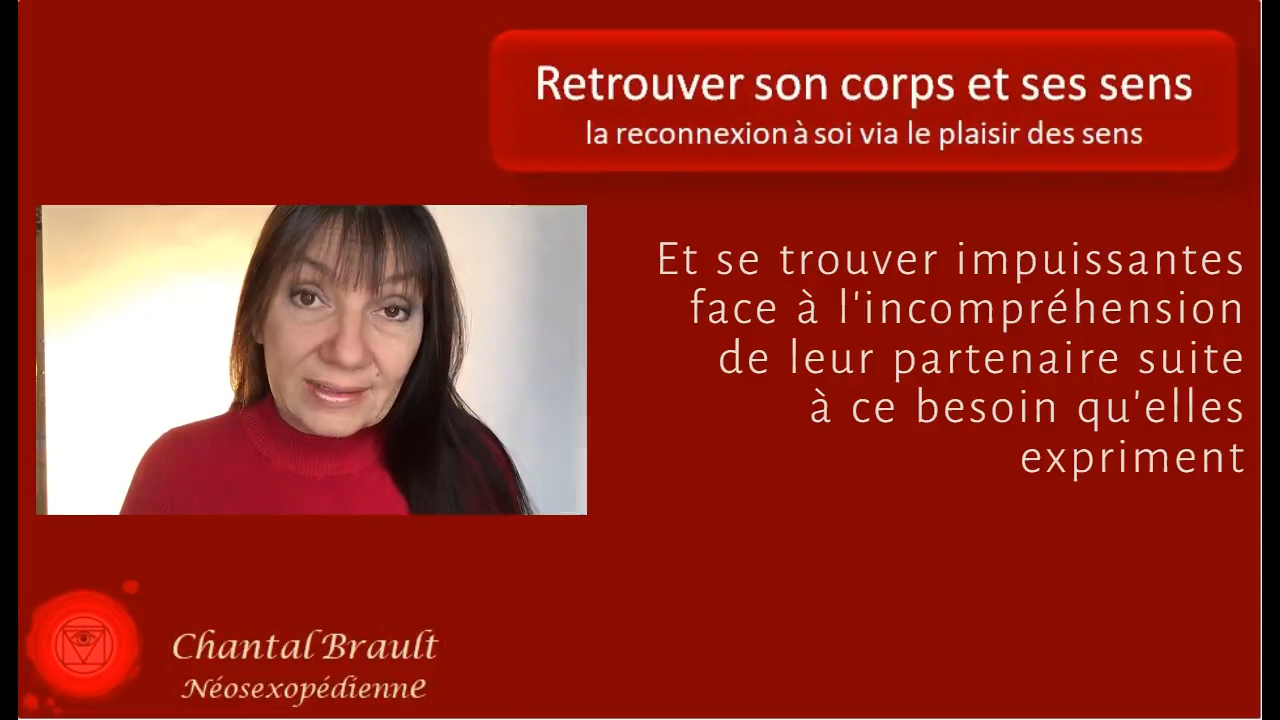 Retrouver son corps et ses sens
la reconnexion à soi via le plaisir des sens
Et se trouver impuissantes
face à l'incompréhension
de leur partenaire suite
à ce besoin qu'elles
expriment
Chantal Brault
Néosexopédienne